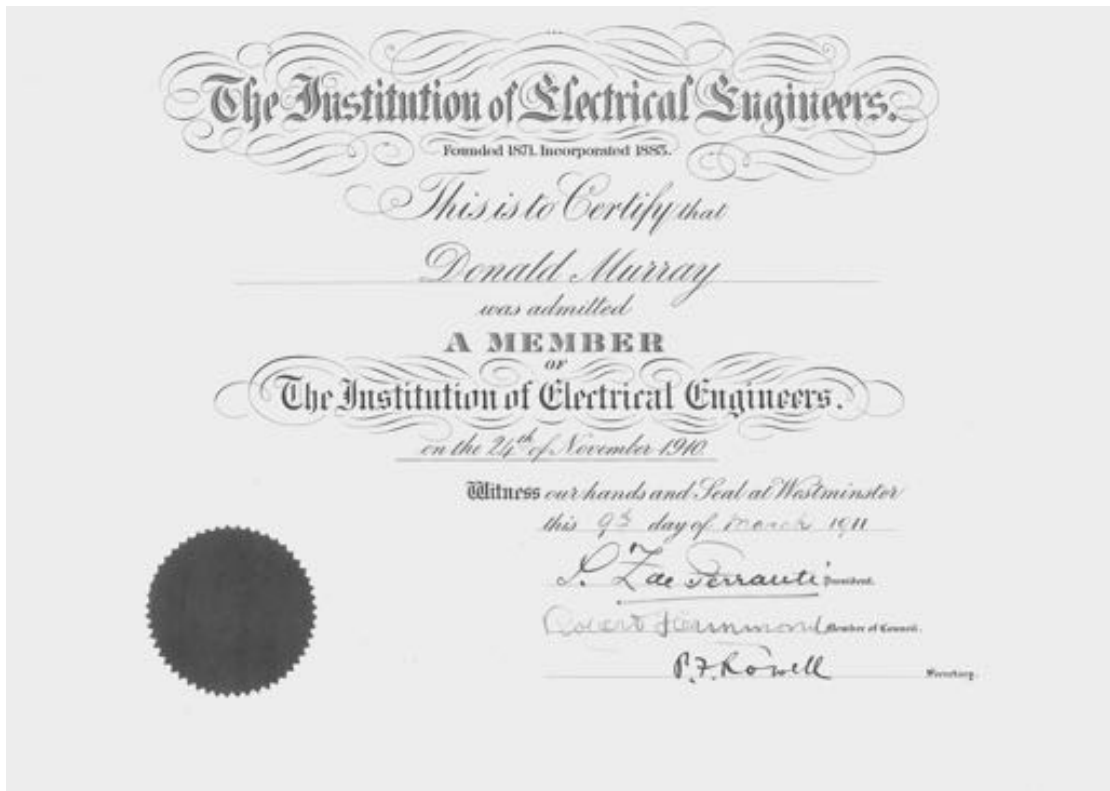 The Institution of Electrical Engineers.
Founded 1871. Incorporated 1883.
This is to Certify that
Donald Murray
was admitted
A MEMBER
OF
The Institution of Electrical Engineers.
on the 24th of November 1910.
Witness our hands and Seal at Westminster
this 9th day of March 1911
S. Z de Ferranti President.
Robert Hammond Member of Council.
P. F. Rowell Secretary.